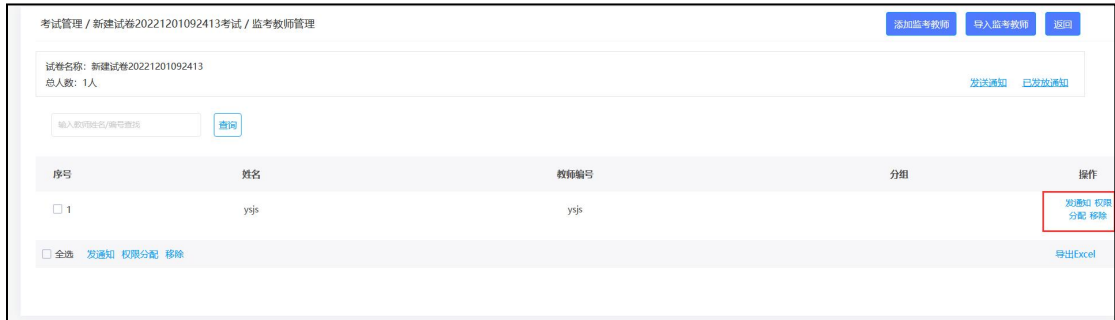 考试管理 / 新建试卷20221201092413考试 / 监考教师管理 添加监考教师 导入监考教师 返回
试卷名称：新建试卷20221201092413
总人数：1人 发送通知 已发放通知
输入教师姓名/编号查找 查询
序号 姓名 教师编号 分组 操作
1 ysjs ysjs 发通知 权限
分配 移除
全选 发通知 权限分配 移除 导出Excel